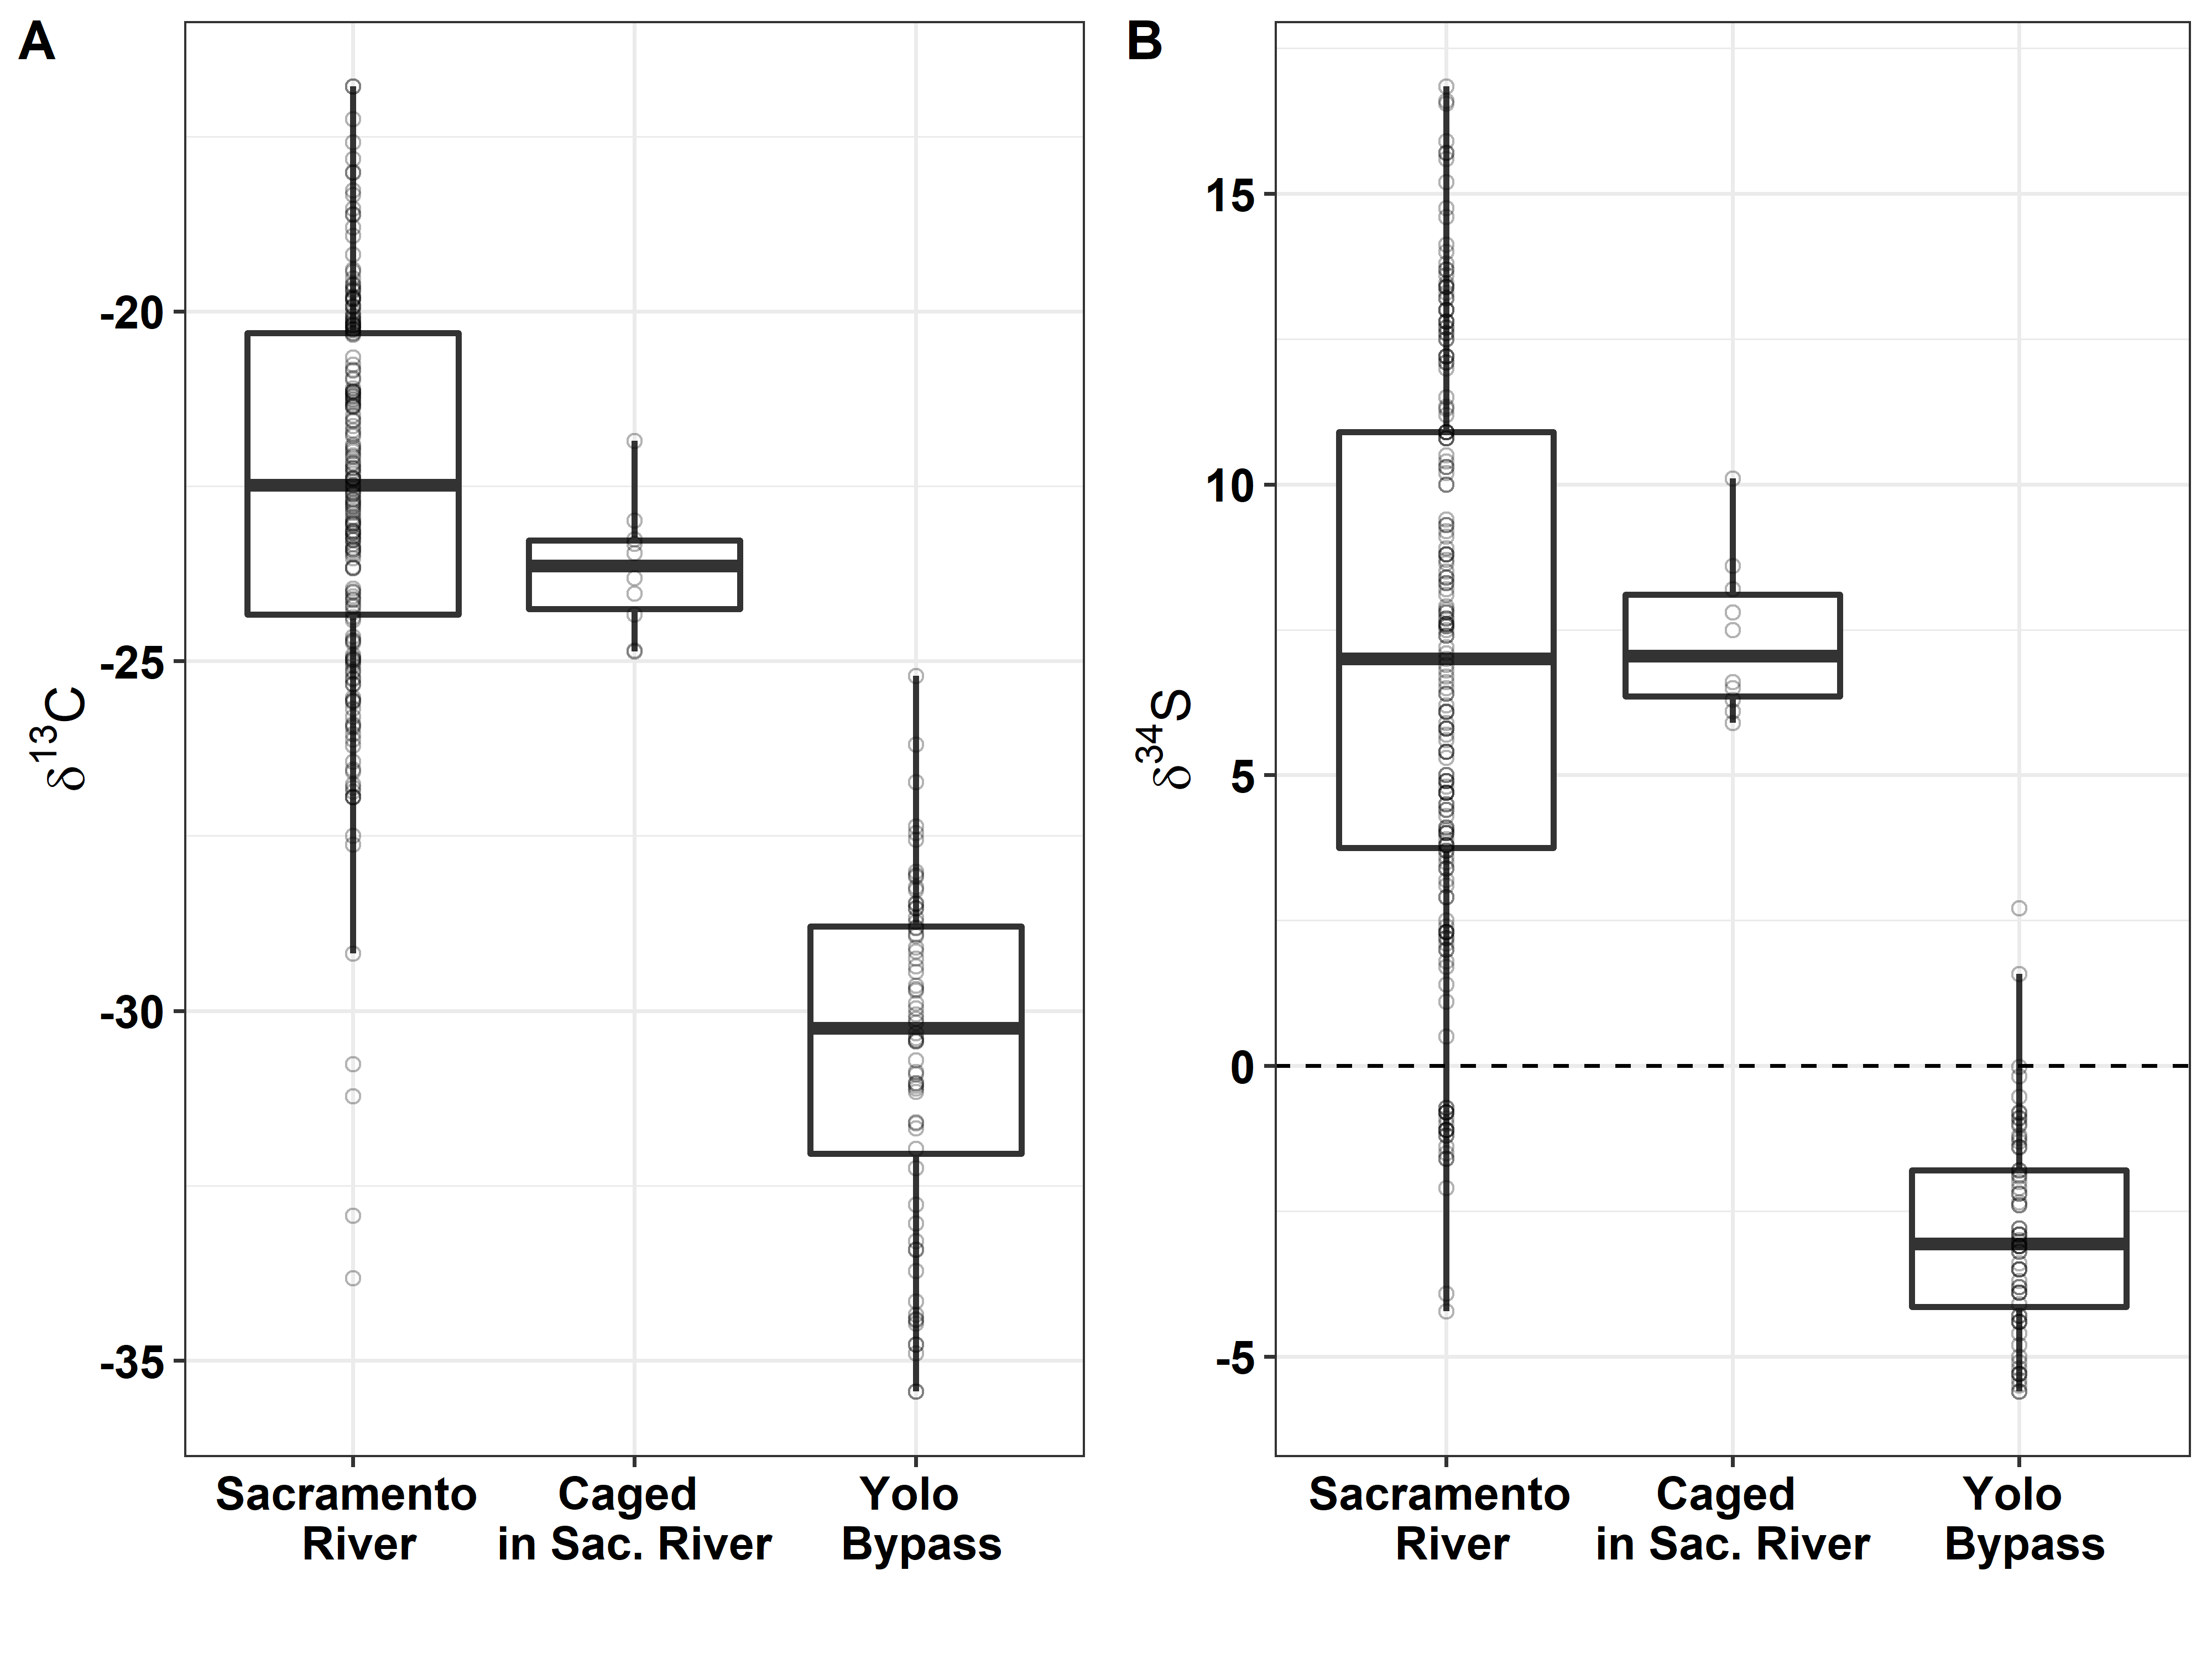 A
δ13C
-20
-25
-30
-35
Sacramento
River
Caged
in Sac. River
Yolo
Bypass
B
δ34S
15
10
5
0
-5
Sacramento
River
Caged
in Sac. River
Yolo
Bypass